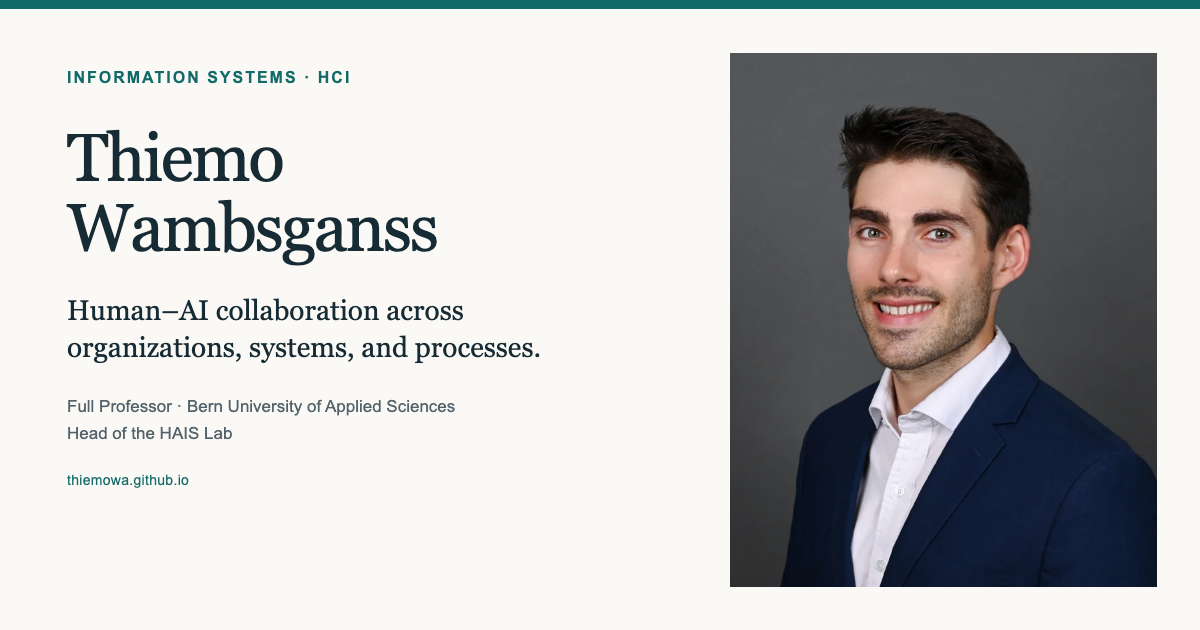 INFORMATION SYSTEMS · HCI
Thiemo
Wambsganss
Human–AI collaboration across
organizations, systems, and processes.
Full Professor · Bern University of Applied Sciences
Head of the HAIS Lab
thiemowa.github.io